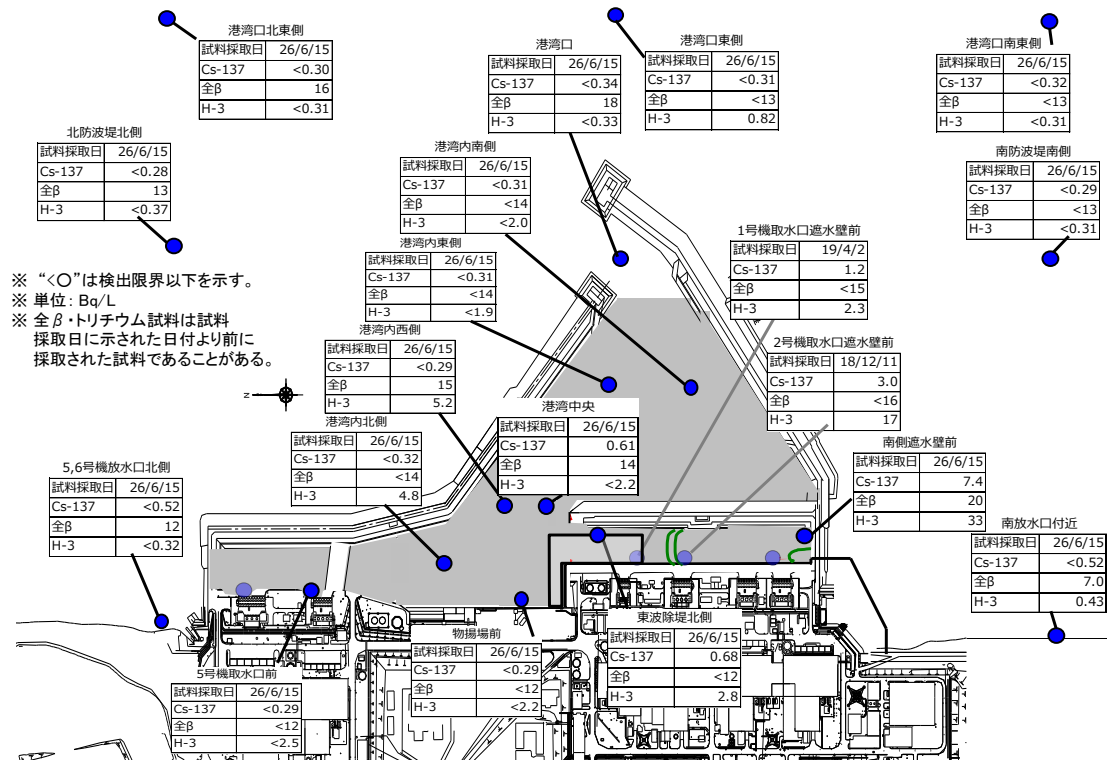 港湾口北東側
試料採取日 26/6/15
Cs-137 <0.30
全β 16
H-3 <0.31
港湾口
試料採取日 26/6/15
Cs-137 <0.34
全β 18
H-3 <0.33
港湾口東側
試料採取日 26/6/15
Cs-137 <0.31
全β <13
H-3 0.82
港湾口南東側
試料採取日 26/6/15
Cs-137 <0.32
全β <13
H-3 <0.31
北防波堤北側
試料採取日 26/6/15
Cs-137 <0.28
全β 13
H-3 <0.37
港湾内南側
試料採取日 26/6/15
Cs-137 <0.31
全β <14
H-3 <2.0
南防波堤南側
試料採取日 26/6/15
Cs-137 <0.29
全β <13
H-3 <0.31
港湾内東側
試料採取日 26/6/15
Cs-137 <0.31
全β <14
H-3 <1.9
1号機取水口遮水壁前
試料採取日 19/4/2
Cs-137 1.2
全β <15
H-3 2.3
※ “<○”は検出限界以下を示す。
※ 単位: Bq/L
※ 全β・トリチウム試料は試料
採取日に示された日付より前に
採取された試料であることがある。
N
港湾内西側
試料採取日 26/6/15
Cs-137 <0.29
全β 15
H-3 5.2
2号機取水口遮水壁前
試料採取日 18/12/11
Cs-137 3.0
全β <16
H-3 17
港湾中央
試料採取日 26/6/15
Cs-137 0.61
全β 14
H-3 <2.2
港湾内北側
試料採取日 26/6/15
Cs-137 <0.32
全β <14
H-3 4.8
5,6号機放水口北側
試料採取日 26/6/15
Cs-137 <0.52
全β 12
H-3 <0.32
南側遮水壁前
試料採取日 26/6/15
Cs-137 7.4
全β 20
H-3 33
南放水口付近
試料採取日 26/6/15
Cs-137 <0.52
全β 7.0
H-3 0.43
東波除堤北側
試料採取日 26/6/15
Cs-137 0.68
全β <12
H-3 2.8
物揚場前
試料採取日 26/6/15
Cs-137 <0.29
全β <12
H-3 <2.2
5号機取水口前
試料採取日 26/6/15
Cs-137 <0.29
全β <12
H-3 <2.5